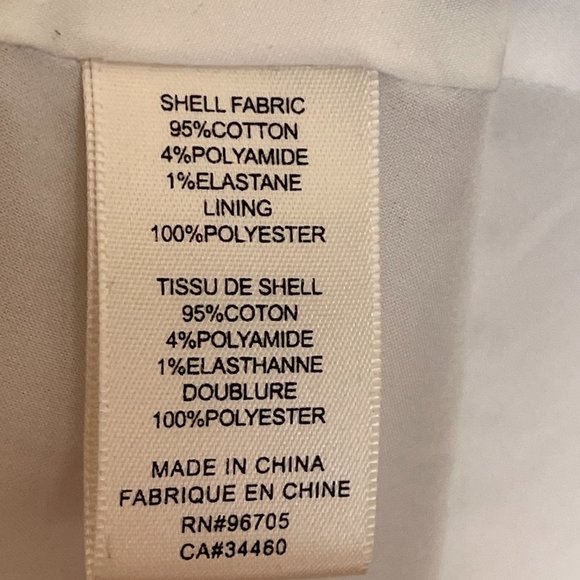 SHELL FABRIC
95%COTTON
4%POLYAMIDE
1%ELASTANE
LINING
100%POLYESTER
TISSU DE SHELL
95%COTON
4%POLYAMIDE
1%ELASTHANNE
DOUBLURE
100%POLYESTER
MADE IN CHINA
FABRIQUE EN CHINE
RN#96705
CA#34460